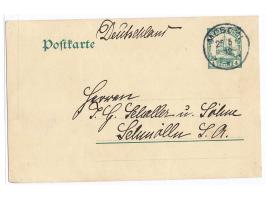 Deutschland
Postkarte
Herren
J. G. Schaller u. Söhne
Schmölln S. A.